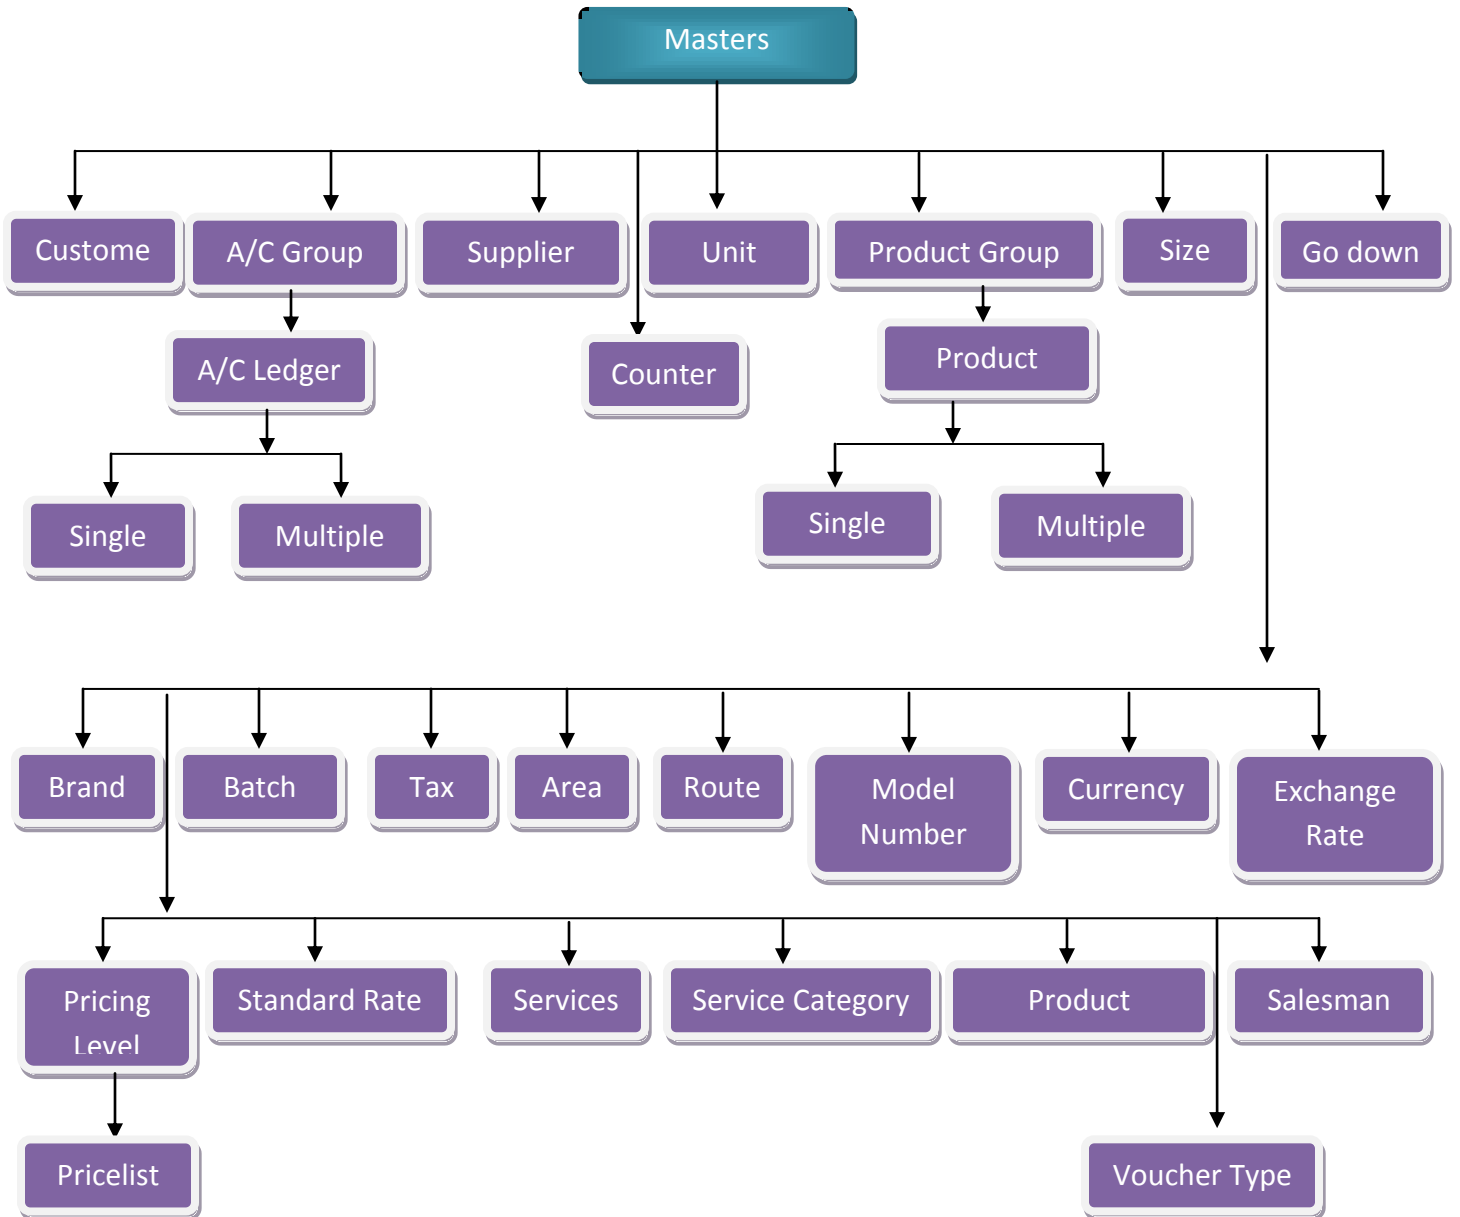 Masters
Custome
A/C Group
Supplier
Unit
Product Group
Size
Go down
A/C Ledger
Counter
Product
Single
Multiple
Single
Multiple
Brand
Batch
Tax
Area
Route
Model
Number
Currency
Exchange
Rate
Pricing
Level
Standard Rate
Services
Service Category
Product
Salesman
Pricelist
Voucher Type